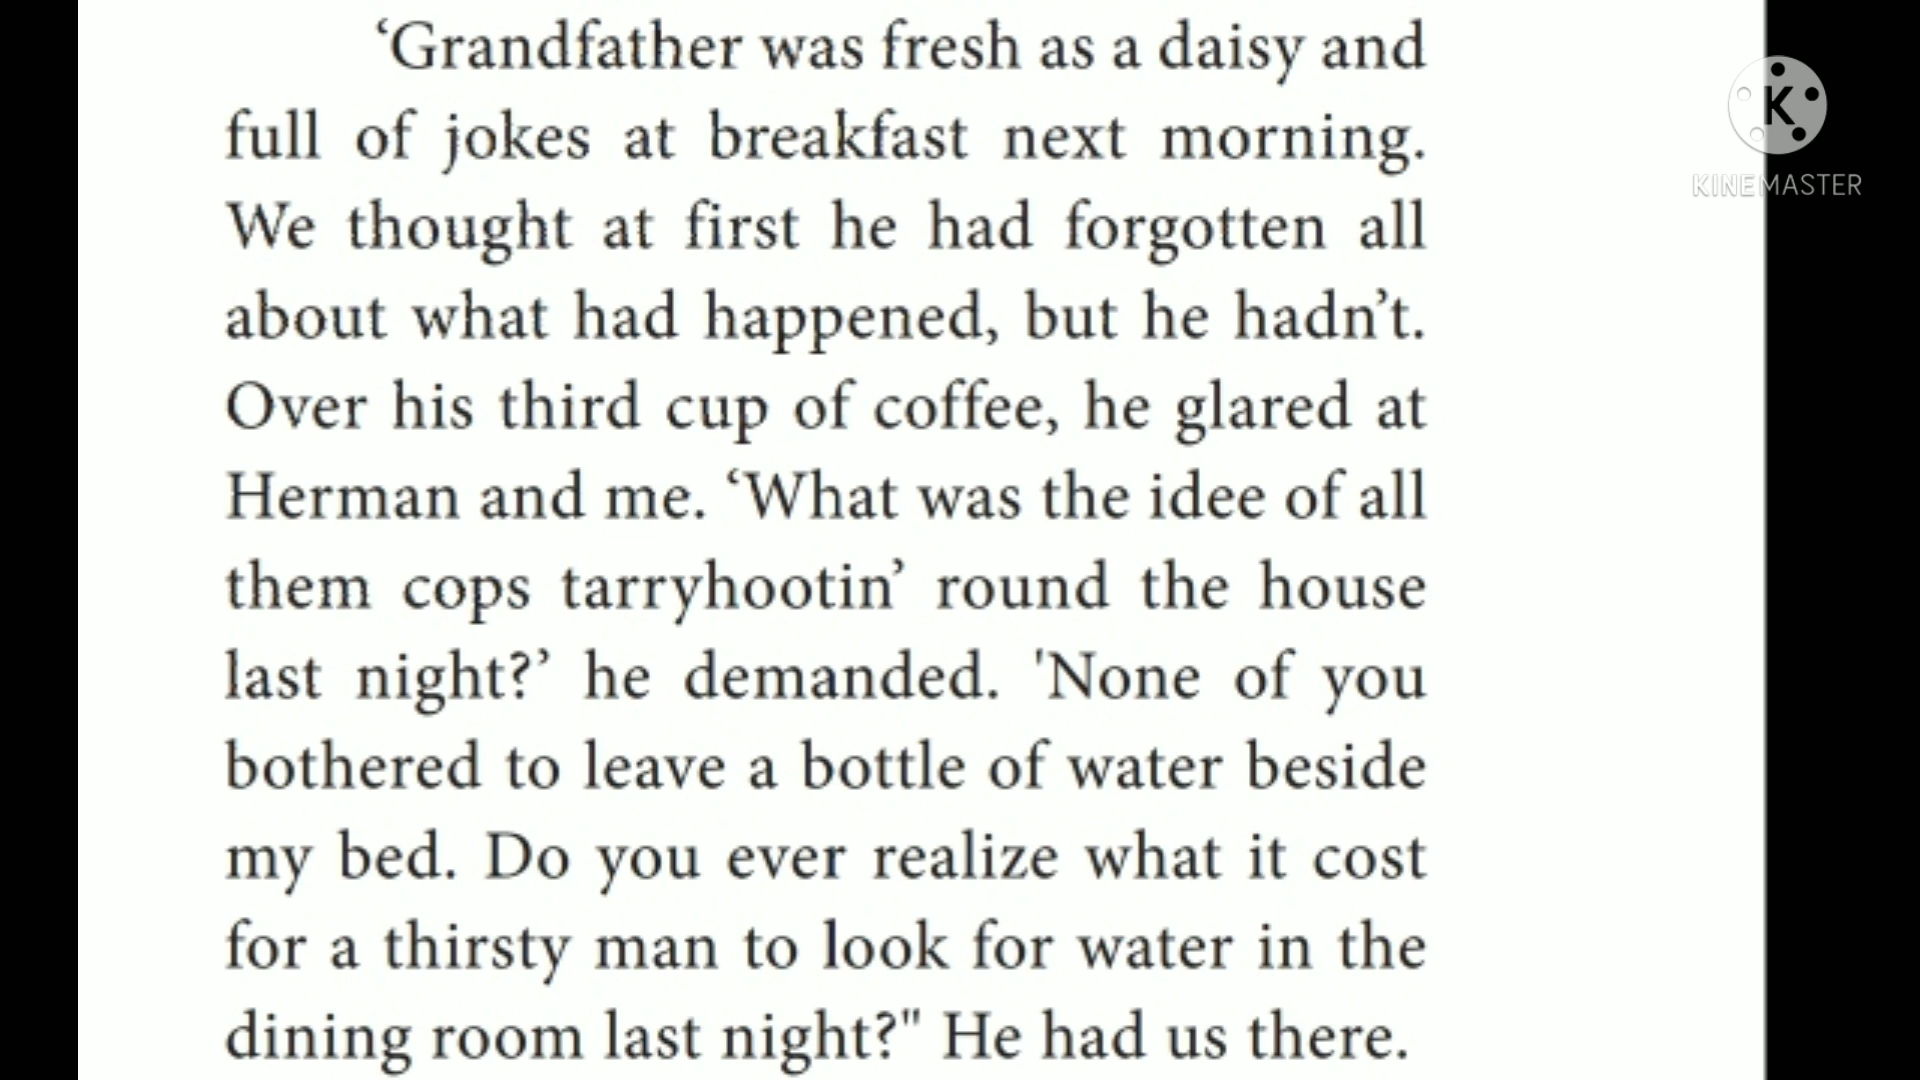 ‘Grandfather was fresh as a daisy and
full of jokes at breakfast next morning.
We thought at first he had forgotten all
about what had happened, but he hadn’t.
Over his third cup of coffee, he glared at
Herman and me. ‘What was the idee of all
them cops tarryhootin’ round the house
last night?’ he demanded. 'None of you
bothered to leave a bottle of water beside
my bed. Do you ever realize what it cost
for a thirsty man to look for water in the
dining room last night?" He had us there.
K
KINEMASTER